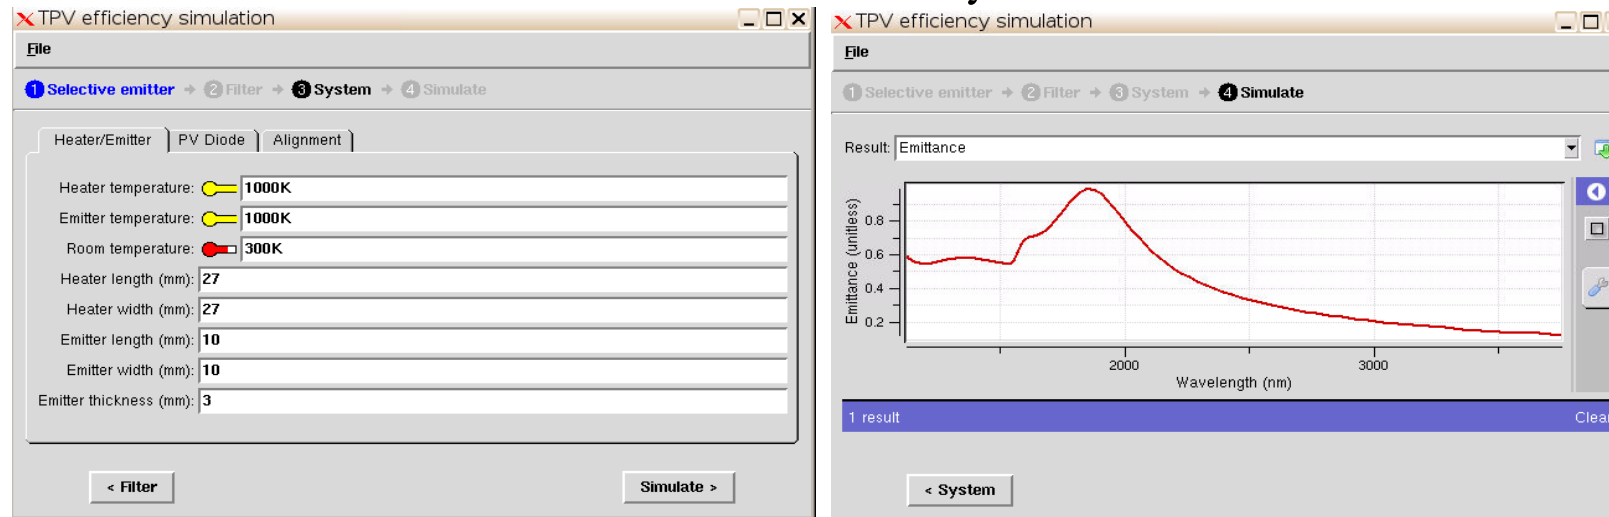 TPV efficiency simulation
File
1 Selective emitter → 2 Filter → 3 System → 4 Simulate
Heater/Emitter PV Diode Alignment
Heater temperature: 1000K
Emitter temperature: 1000K
Room temperature: 300K
Heater length (mm): 27
Heater width (mm): 27
Emitter length (mm): 10
Emitter width (mm): 10
Emitter thickness (mm): 3
< Filter Simulate >
TPV efficiency simulation
File
1 Selective emitter → 2 Filter → 3 System → 4 Simulate
Result: Emittance
Emittance (unitless)
0.8
0.6
0.4
0.2
2000 3000
Wavelength (nm)
1 result Clear
< System